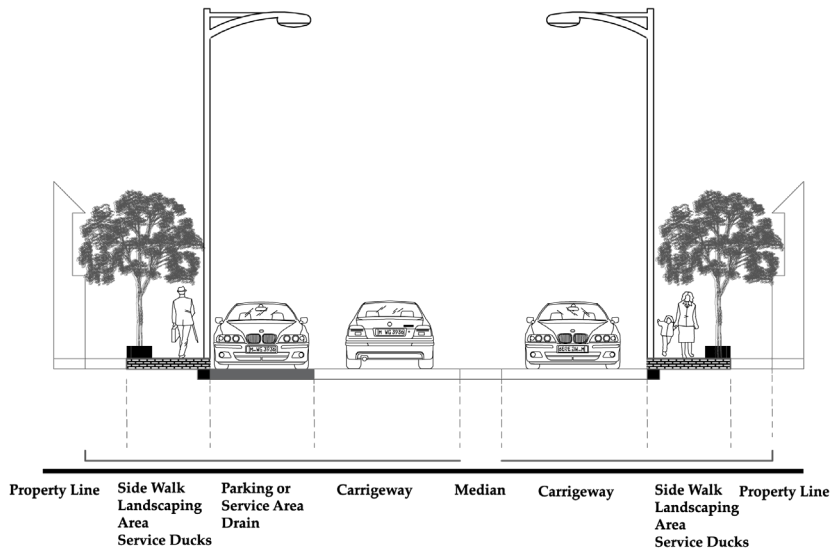 Property Line
Side Walk
Landscaping
Area
Service Ducks
Parking or
Service Area
Drain
Carrigeway
Median
Carrigeway
Side Walk
Landscaping
Area
Service Ducks
Property Line